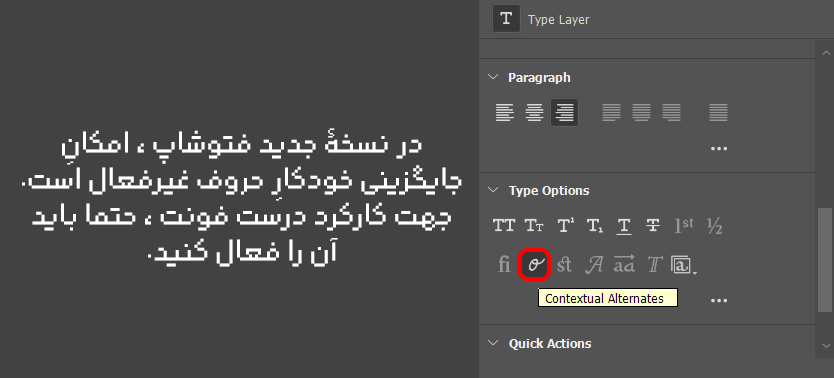 در نسخهٔ جدید فتوشاپ ، امکانِ
جایگزینی خودکارِ حروف غیرفعال است.
جهت کارکرد درست فونت ، حتما باید
آن را فعال کنید.
T Type Layer
Paragraph
Type Options
TT Tт T¹ T₁ T T 1st ½
fi σ st A aa T a
Contextual Alternates
Quick Actions